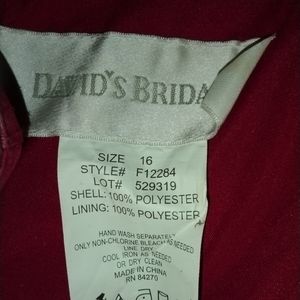 DAVID'S BRIDA
SIZE 16
STYLE# F12284
LOT# 529319
SHELL: 100% POLYESTER
LINING: 100% POLYESTER
HAND WASH SEPARATELY
ONLY NON-CHLORINE BLEACH AS NEEDED
LINE DRY
COOL IRON AS NEEDED
OR DRY CLEAN
MADE IN CHINA
RN 84270